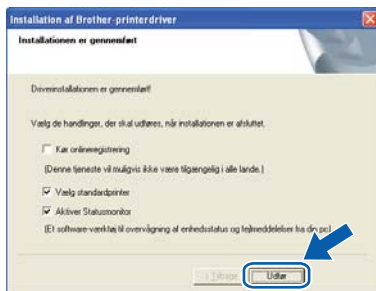 Installation af Brother-printerdriver
Installationen er gennemført
Driverinstallationen er gennemført!
Vælg de handlinger, der skal udføres, når installationen er afsluttet.
Kør onlineregistrering
(Denne tjeneste vil muligvis ikke være tilgængelig i alle lande.)
Vælg standardprinter
Aktiver Statusmonitor
(Et software-værktøj til overvågning af enhedsstatus og fejlmeddelelser fra din pc)
< Tilbage
Udfør